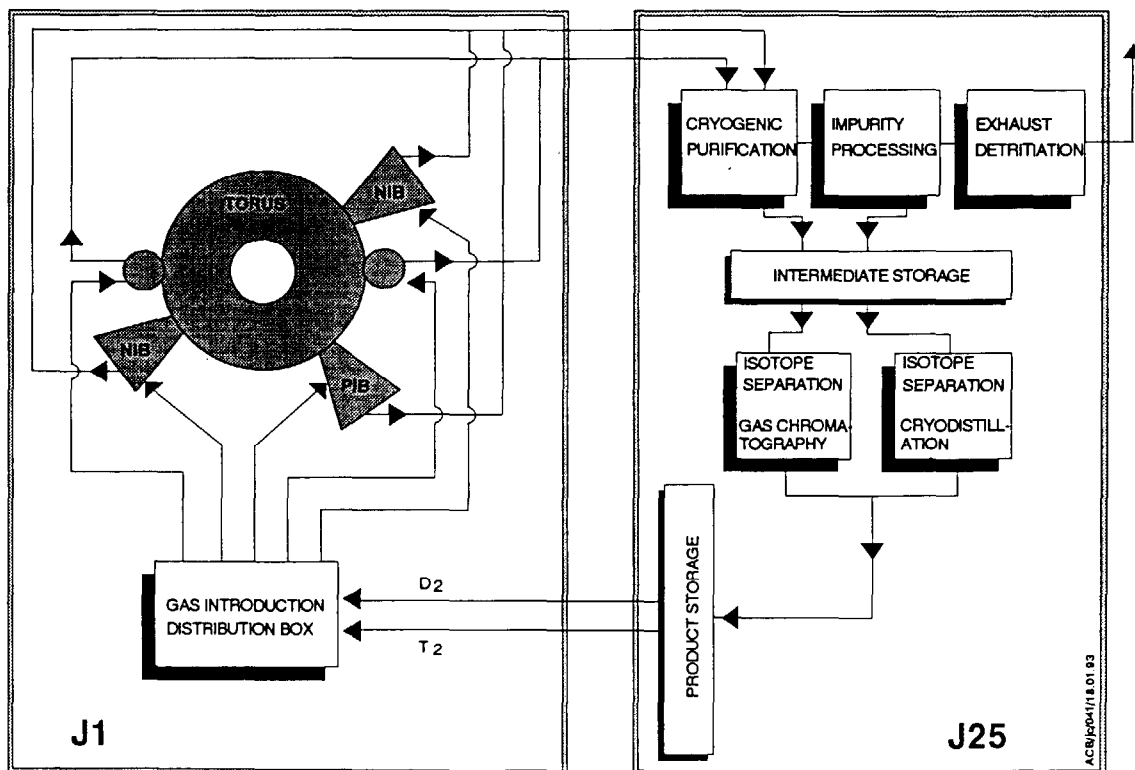 TORUS
NIB
NIB
PIB
GAS INTRODUCTION
DISTRIBUTION BOX
D2
T2
J1
CRYOGENIC
PURIFICATION
IMPURITY
PROCESSING
EXHAUST
DETRITIATION
INTERMEDIATE STORAGE
ISOTOPE
SEPARATION
GAS CHROMA-
TOGRAPHY
ISOTOPE
SEPARATION
CRYODISTILL-
ATION
PRODUCT STORAGE
J25
ACB/jc/041/18.01.93